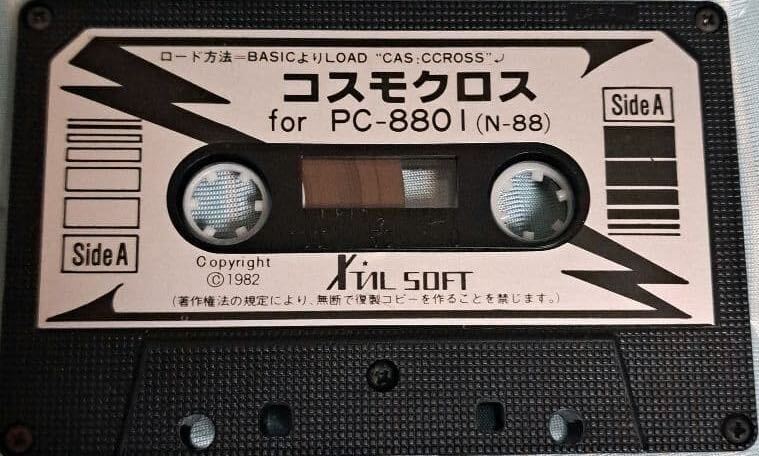 ロード方法=BASICよりLOAD "CAS:CCROSS"⤶
コスモクロス
for PC-8801(N-88)
Side A
Side A
Copyright
©1982
XTAL SOFT
(著作権法の規定により、無断で復製コピーを作ることを禁じます。)